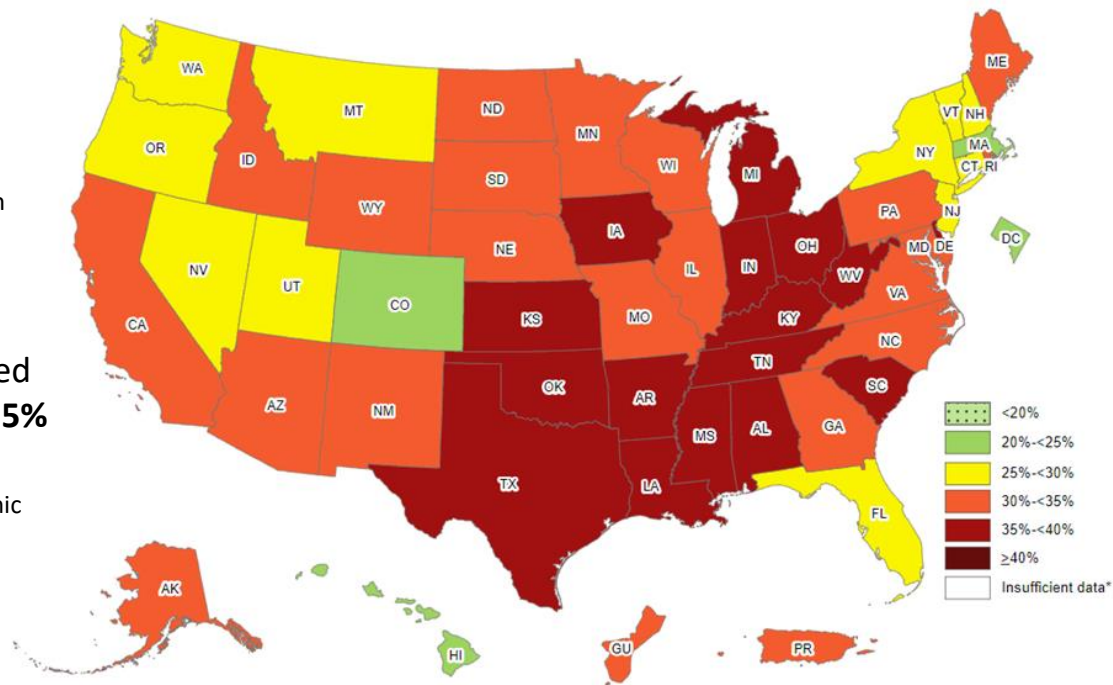 n
ed
5%
nic
WA
OR
ID
MT
ND
SD
MN
WI
MI
ME
VT
NH
NY
MA
CT
RI
NJ
PA
DC
MD
DE
WY
NE
IA
IL
IN
OH
WV
VA
NV
UT
CO
KS
MO
KY
NC
CA
AZ
NM
OK
AR
TN
SC
TX
LA
MS
AL
GA
FL
AK
HI
GU
PR
<20%
20%-<25%
25%-<30%
30%-<35%
35%-<40%
≥40%
Insufficient data*